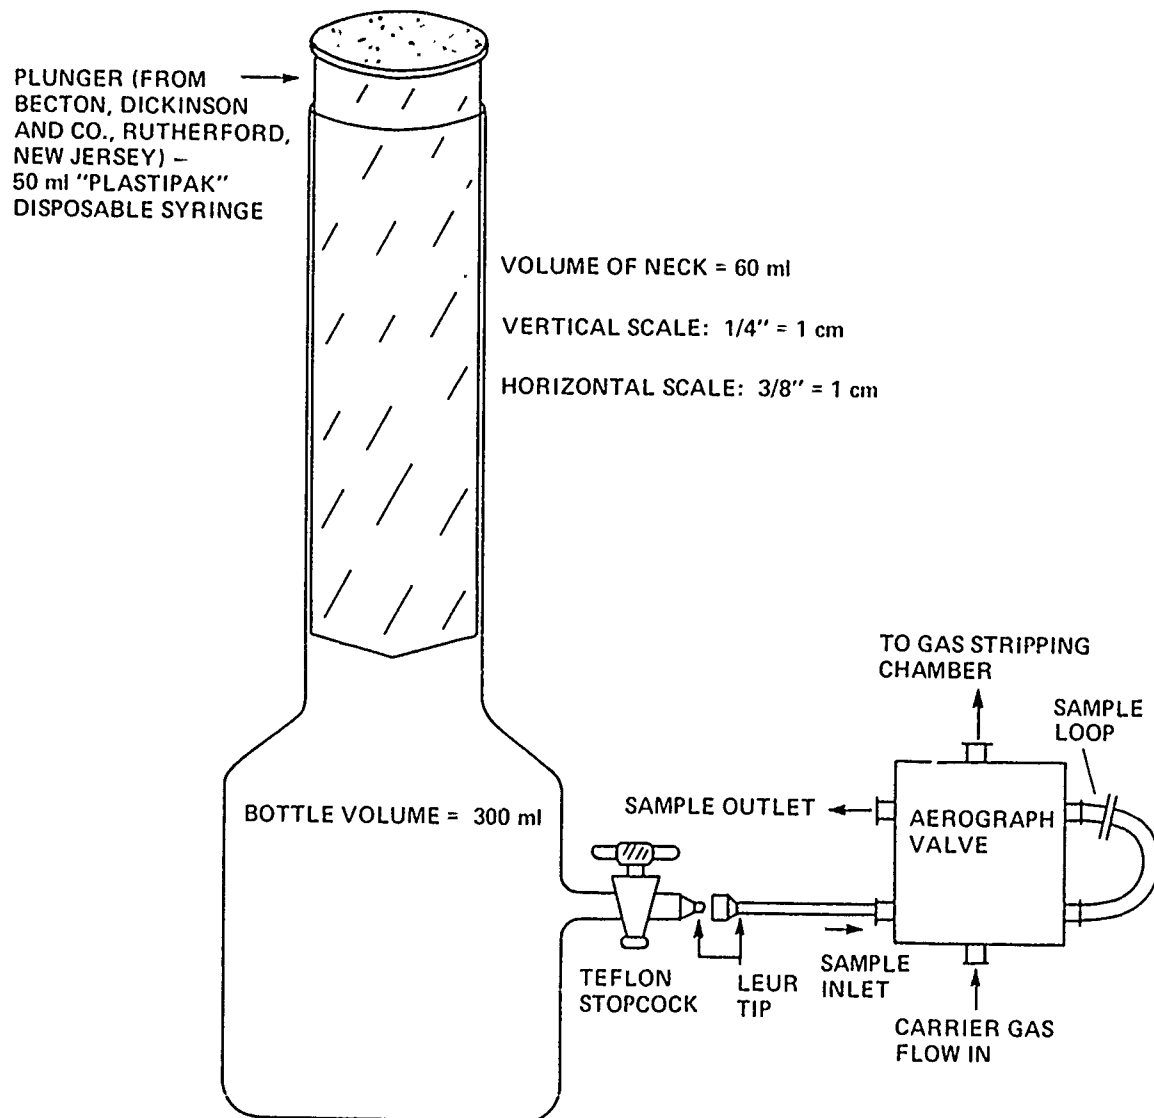 PLUNGER (FROM
BECTON, DICKINSON
AND CO., RUTHERFORD,
NEW JERSEY) –
50 ml "PLASTIPAK"
DISPOSABLE SYRINGE
VOLUME OF NECK = 60 ml
VERTICAL SCALE: 1/4" = 1 cm
HORIZONTAL SCALE: 3/8" = 1 cm
TO GAS STRIPPING
CHAMBER
SAMPLE
LOOP
BOTTLE VOLUME = 300 ml
SAMPLE OUTLET
AEROGRAPH
VALVE
TEFLON
STOPCOCK
LEUR
TIP
SAMPLE
INLET
CARRIER GAS
FLOW IN